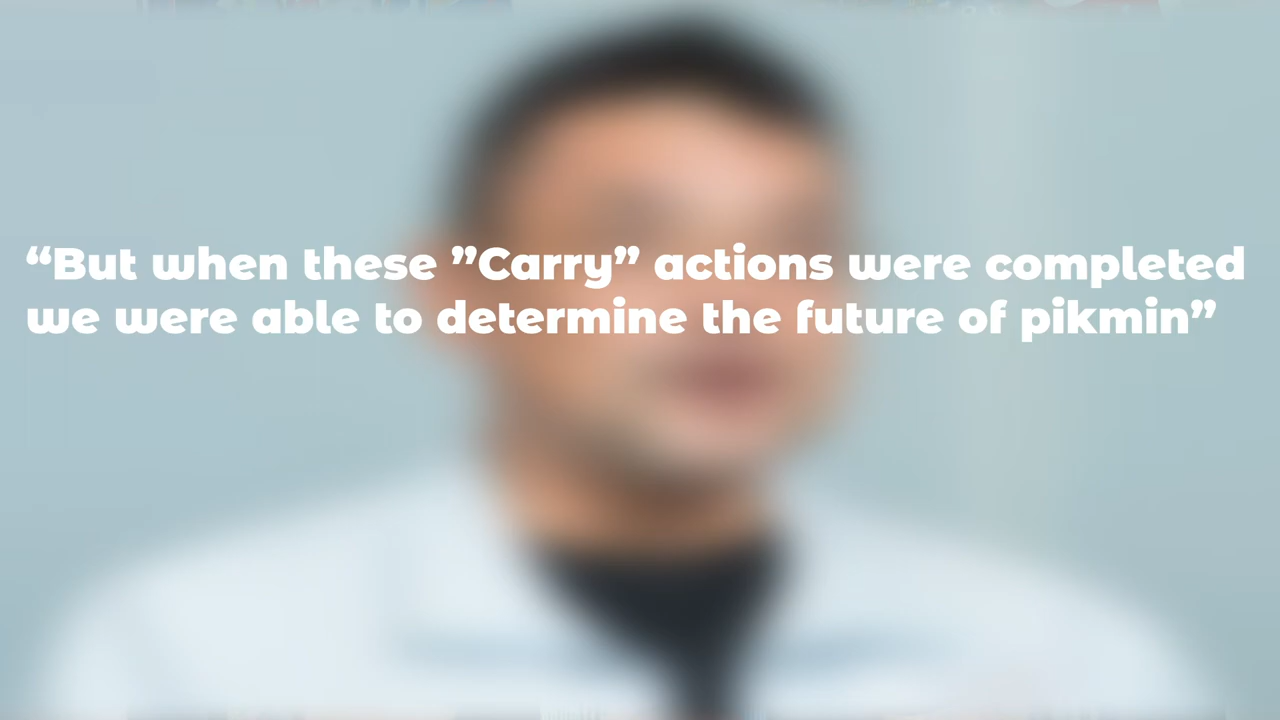 “But when these ”Carry” actions were completed
we were able to determine the future of pikmin”